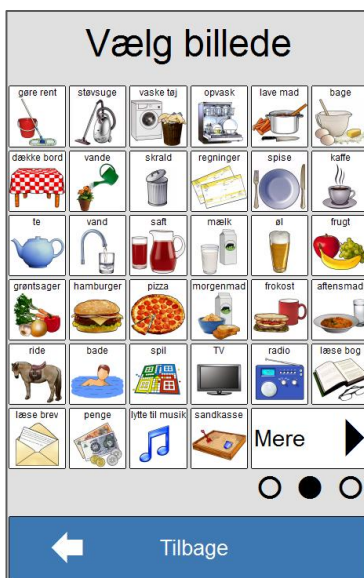 Vælg billede
gøre rent støvsuge vaske tøj opvask lave mad bage
dække bord vande skrald regninger spise kaffe
te vand saft mælk øl frugt
grøntsager hamburger pizza morgenmad frokost aftensmad
ride bade spil TV radio læse bog
læse brev penge lytte til musik sandkasse Mere
Tilbage